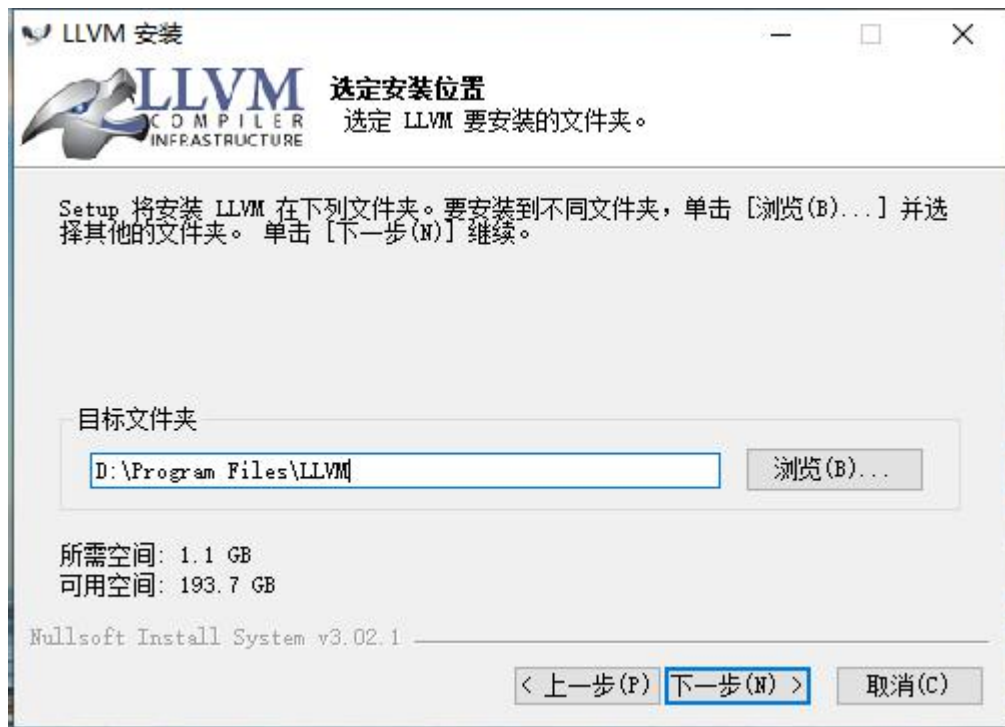 LLVM 安装
LLVM
COMPILER
INFRASTRUCTURE
选定安装位置
选定 LLVM 要安装的文件夹。
Setup 将安装 LLVM 在下列文件夹。要安装到不同文件夹，单击 [浏览(B)...] 并选
择其他的文件夹。 单击 [下一步(N)] 继续。
目标文件夹
D:\Program Files\LLVM
浏览(B)...
所需空间: 1.1 GB
可用空间: 193.7 GB
Nullsoft Install System v3.02.1
< 上一步(P)
下一步(N) >
取消(C)